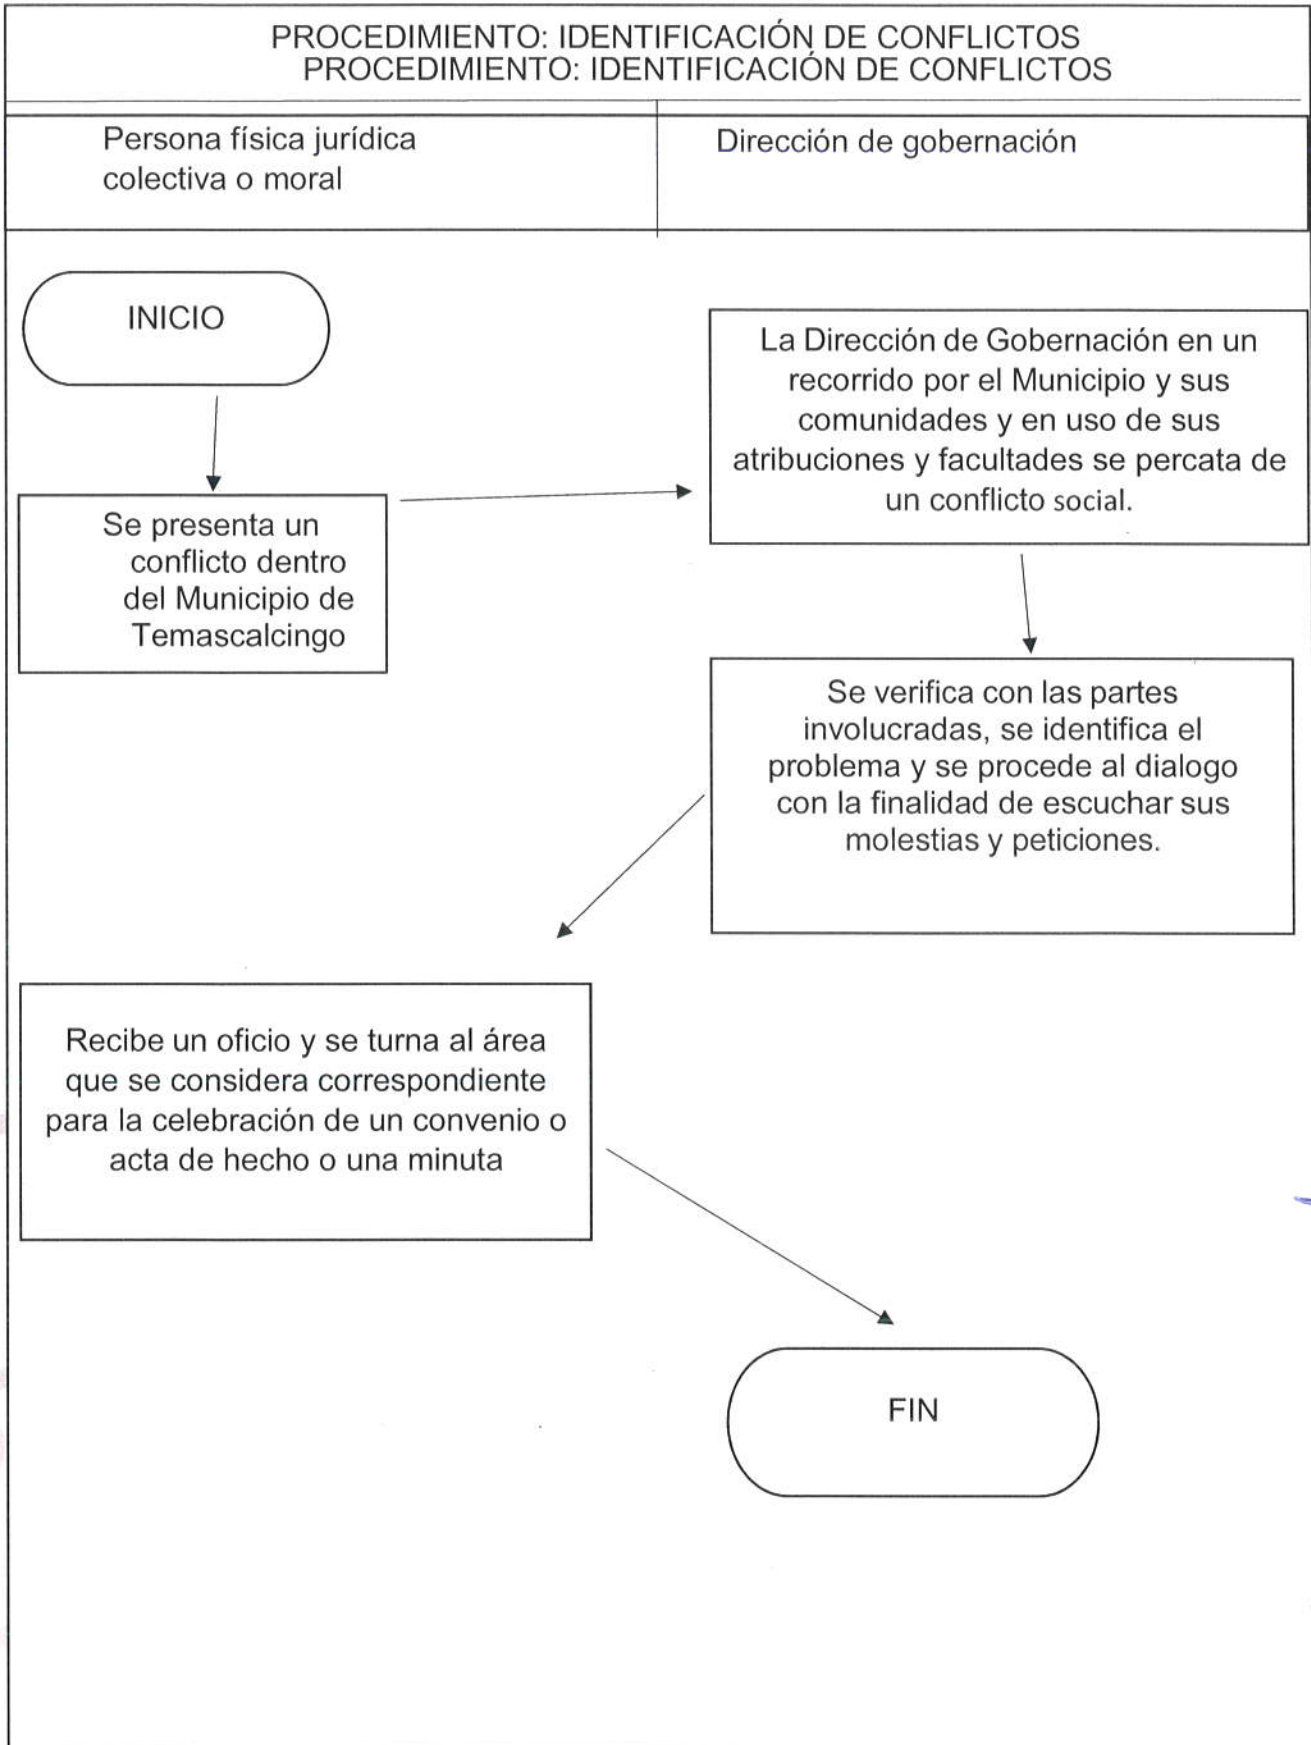 PROCEDIMIENTO: IDENTIFICACIÓN DE CONFLICTOS
PROCEDIMIENTO: IDENTIFICACIÓN DE CONFLICTOS
Persona física jurídica
colectiva o moral
Dirección de gobernación
INICIO
Se presenta un
conflicto dentro
del Municipio de
Temascalcingo
La Dirección de Gobernación en un
recorrido por el Municipio y sus
comunidades y en uso de sus
atribuciones y facultades se percata de
un conflicto social.
Se verifica con las partes
involucradas, se identifica el
problema y se procede al dialogo
con la finalidad de escuchar sus
molestias y peticiones.
Recibe un oficio y se turna al área
que se considera correspondiente
para la celebración de un convenio o
acta de hecho o una minuta
FIN